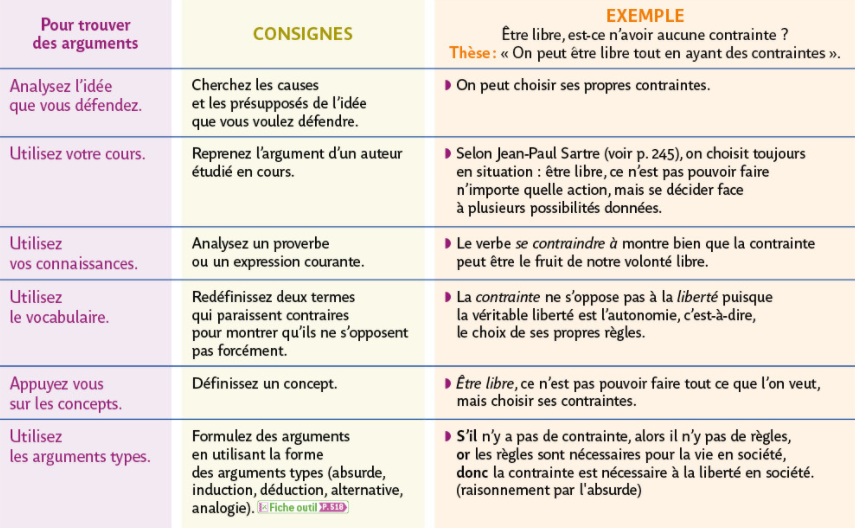 Pour trouver
des arguments
CONSIGNES
EXEMPLE
Être libre, est-ce n'avoir aucune contrainte ?
Thèse : « On peut être libre tout en ayant des contraintes ».
Analysez l'idée
que vous défendez.
Cherchez les causes
et les présupposés de l'idée
que vous voulez défendre.
On peut choisir ses propres contraintes.
Utilisez votre cours.
Reprenez l'argument d'un auteur
étudié en cours.
Selon Jean-Paul Sartre (voir p. 245), on choisit toujours
en situation : être libre, ce n'est pas pouvoir faire
n'importe quelle action, mais se décider face
à plusieurs possibilités données.
Utilisez
vos connaissances.
Analysez un proverbe
ou un expression courante.
Le verbe se contraindre à montre bien que la contrainte
peut être le fruit de notre volonté libre.
Utilisez
le vocabulaire.
Redéfinissez deux termes
qui paraissent contraires
pour montrer qu'ils ne s'opposent
pas forcément.
La contrainte ne s'oppose pas à la liberté puisque
la véritable liberté est l'autonomie, c'est-à-dire,
le choix de ses propres règles.
Appuyez vous
sur les concepts.
Définissez un concept.
Être libre, ce n'est pas pouvoir faire tout ce que l'on veut,
mais choisir ses contraintes.
Utilisez
les arguments types.
Formulez des arguments
en utilisant la forme
des arguments types (absurde,
induction, déduction, alternative,
analogie). Fiche outil P. 518
S'il n'y a pas de contrainte, alors il n'y pas de règles,
or les règles sont nécessaires pour la vie en société,
donc la contrainte est nécessaire à la liberté en société.
(raisonnement par l'absurde)